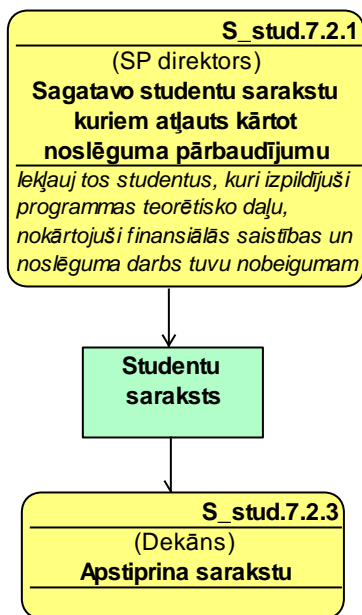 S_stud.7.2.1
(SP direktors)
Sagatavo studentu sarakstu
kuriem atļauts kārtot
noslēguma pārbaudījumu
Iekļauj tos studentus, kuri izpildījuši
programmas teorētisko daļu,
nokārtojuši finansiālās saistības un
noslēguma darbs tuvu nobeigumam
Studentu
saraksts
S_stud.7.2.3
(Dekāns)
Apstiprina sarakstu